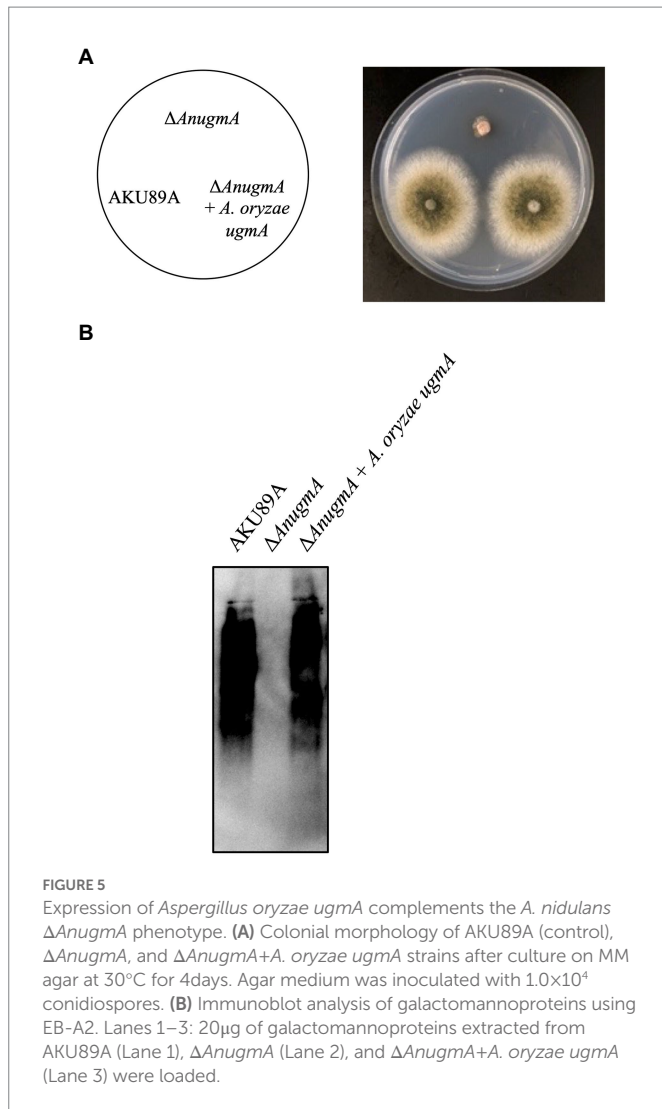 A
ΔAnugmA
AKU89A
ΔAnugmA
+ A. oryzae
ugmA
B
AKU89A
ΔAnugmA
ΔAnugmA + A. oryzae ugmA
FIGURE 5
Expression of Aspergillus oryzae ugmA complements the A. nidulans
ΔAnugmA phenotype. (A) Colonial morphology of AKU89A (control),
ΔAnugmA, and ΔAnugmA+A. oryzae ugmA strains after culture on MM
agar at 30°C for 4days. Agar medium was inoculated with 1.0×10⁴
conidiospores. (B) Immunoblot analysis of galactomannoproteins using
EB-A2. Lanes 1–3: 20μg of galactomannoproteins extracted from
AKU89A (Lane 1), ΔAnugmA (Lane 2), and ΔAnugmA+A. oryzae ugmA
(Lane 3) were loaded.